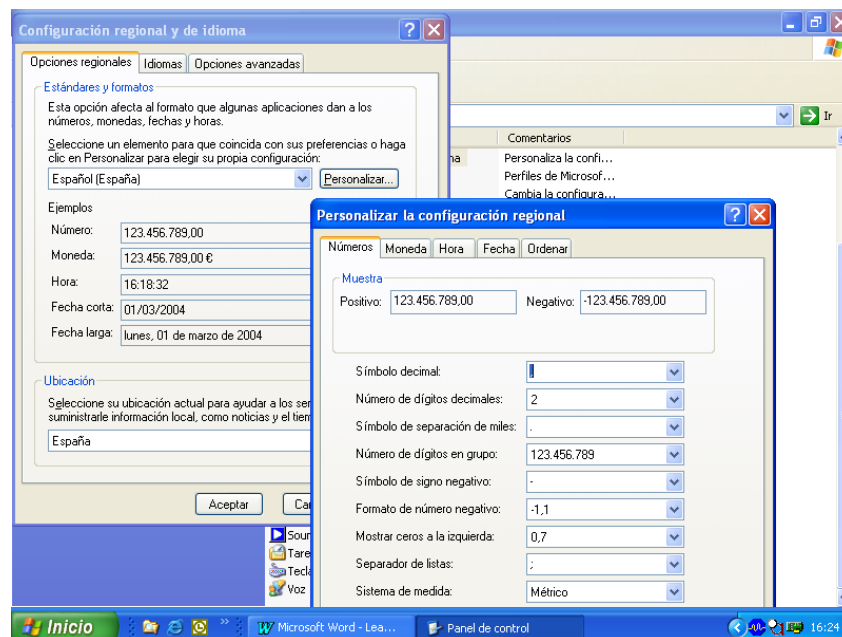 Configuración regional y de idioma
Opciones regionales Idiomas Opciones avanzadas
Estándares y formatos
Esta opción afecta al formato que algunas aplicaciones dan a los
números, monedas, fechas y horas.
Seleccione un elemento para que coincida con sus preferencias o haga
clic en Personalizar para elegir su propia configuración:
Español (España) Personalizar...
Ejemplos
Número: 123.456.789,00
Moneda: 123.456.789,00 €
Hora: 16:18:32
Fecha corta: 01/03/2004
Fecha larga: lunes, 01 de marzo de 2004
Ubicación
Seleccione su ubicación actual para ayudar a los ser
suministrarle información local, como noticias y el tiem
España
Aceptar Ca
Ir
Comentarios
na Personaliza la confi...
Perfiles de Microsof...
Cambia la configura...
Personalizar la configuración regional
Números Moneda Hora Fecha Ordenar
Muestra
Positivo: 123.456.789,00 Negativo: -123.456.789,00
Símbolo decimal: ,
Número de dígitos decimales: 2
Símbolo de separación de miles: .
Número de dígitos en grupo: 123.456.789
Símbolo de signo negativo: -
Formato de número negativo: -1,1
Mostrar ceros a la izquierda: 0,7
Separador de listas: ;
Sistema de medida: Métrico
Soun
Tare
Tecla
Voz
Inicio » Microsoft Word - Lea... Panel de control 16:24